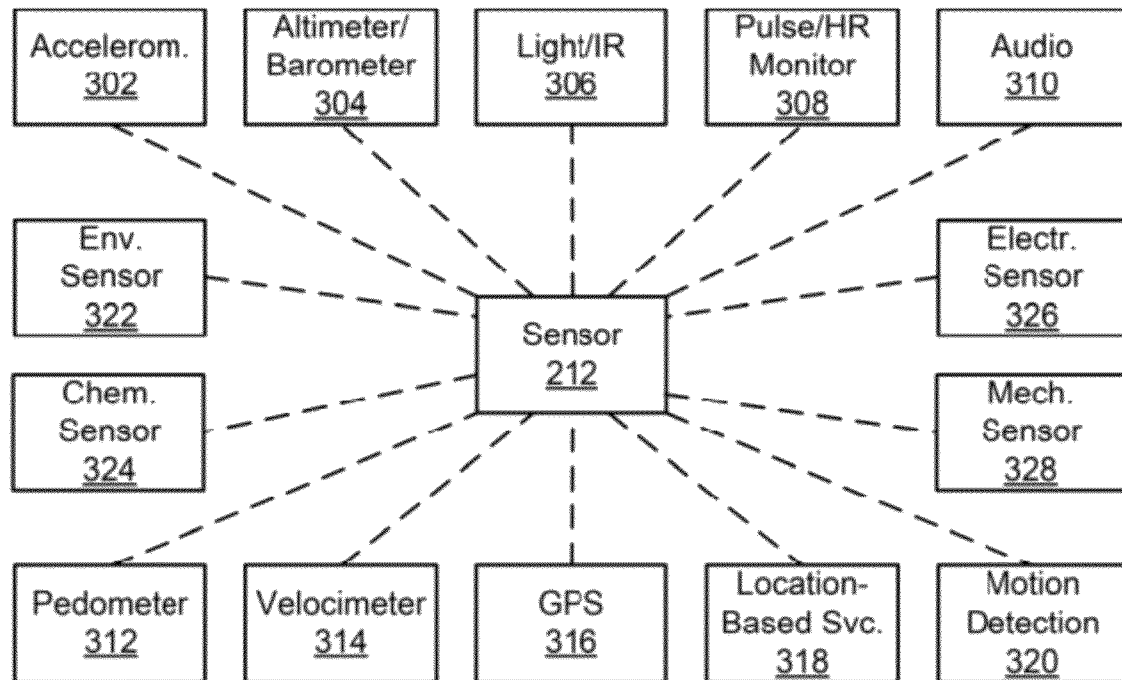 Accelerom.
302
Altimeter/
Barometer
304
Light/IR
306
Pulse/HR
Monitor
308
Audio
310
Env.
Sensor
322
Electr.
Sensor
326
Sensor
212
Chem.
Sensor
324
Mech.
Sensor
328
Pedometer
312
Velocimeter
314
GPS
316
Location-
Based Svc.
318
Motion
Detection
320